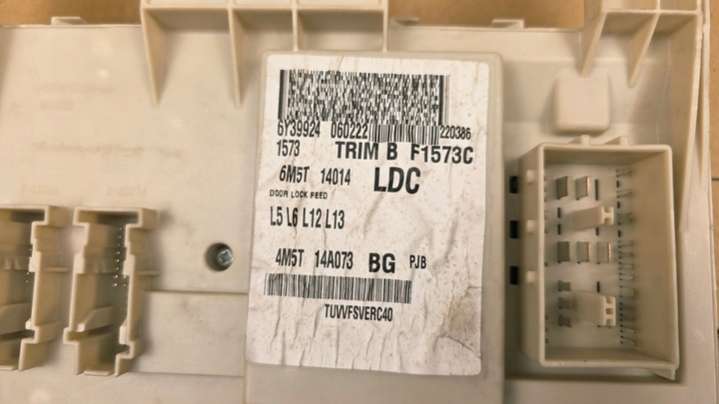 6Y39924 060222 220386
1573 TRIM B F1573C
6M5T 14014 LDC
DOOR LOCK FEED
L5 L6 L12 L13
4M5T 14A073 BG PJB
TUVVFSVERC40